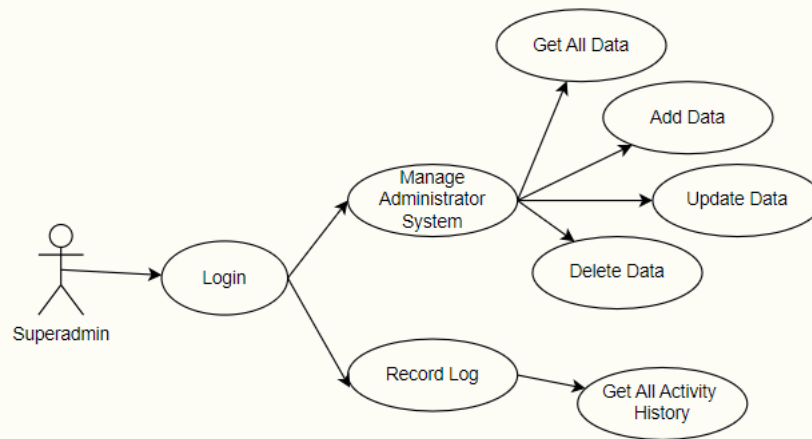 Get All Data
Add Data
Manage
Administrator
System
Update Data
Delete Data
Login
Superadmin
Record Log
Get All Activity
History